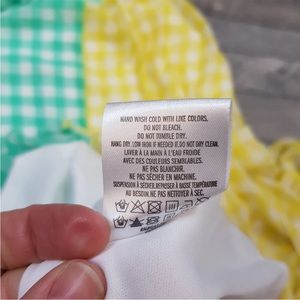 HAND WASH COLD WITH LIKE COLORS.
DO NOT BLEACH.
DO NOT TUMBLE DRY.
HANG DRY. LOW IRON IF NEEDED. DO NOT DRY CLEAN.
LAVER À LA MAIN À L'EAU FROIDE
AVEC DES COULEURS SEMBLABLES.
NE PAS BLANCHIR.
NE PAS SÉCHER EN MACHINE.
SUSPENSION À SÉCHER. REPASSER À BASSE TEMPÉRATURE
AU BESOIN. NE PAS NETTOYER À SEC.